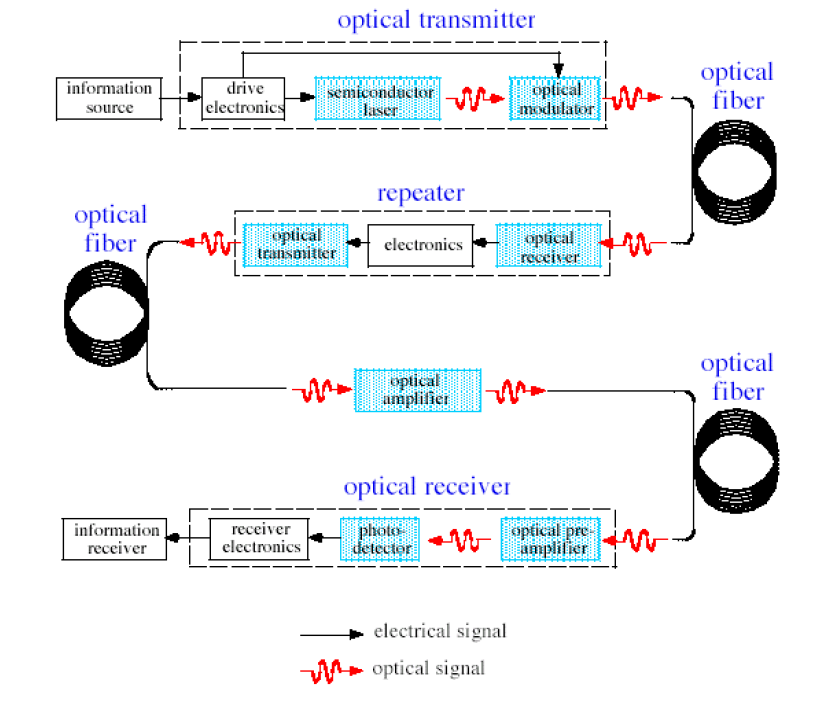 optical transmitter
information
source
drive
electronics
semiconductor
laser
optical
modulator
optical
fiber
repeater
optical
fiber
optical
transmitter
electronics
optical
receiver
optical
amplifier
optical
fiber
optical receiver
information
receiver
receiver
electronics
photo-
detector
optical pre-
amplifier
electrical signal
optical signal